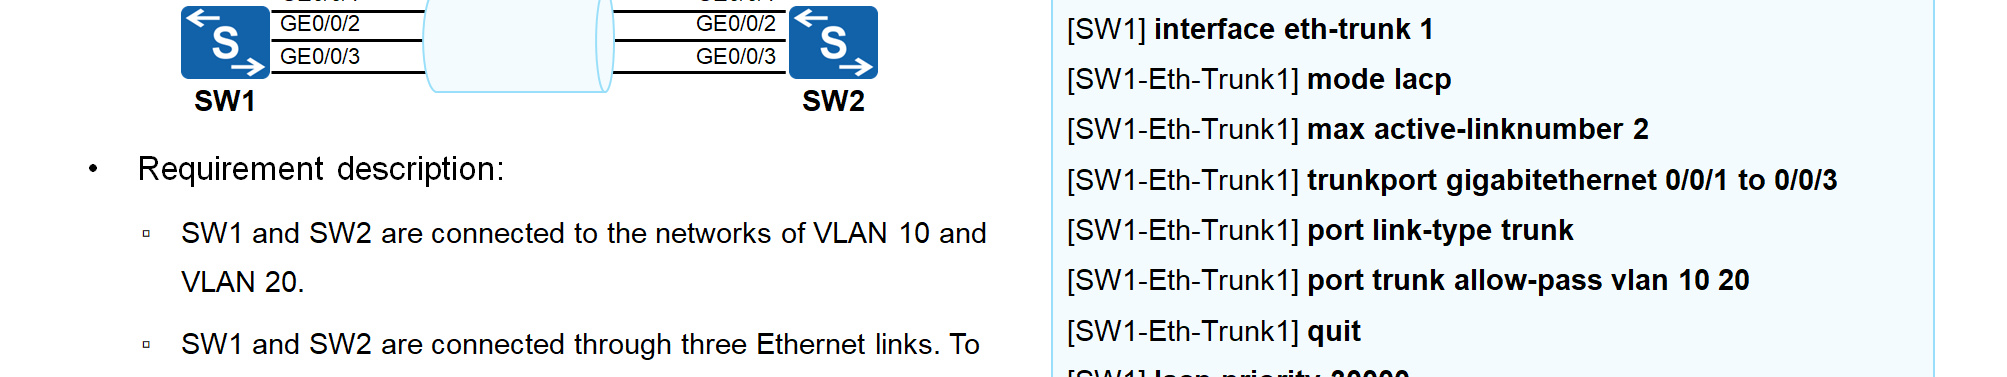 GE0/0/2
GE0/0/2
S
S
GE0/0/3
GE0/0/3
SW1
SW2
• Requirement description:
▫ SW1 and SW2 are connected to the networks of VLAN 10 and
VLAN 20.
▫ SW1 and SW2 are connected through three Ethernet links. To
[SW1] interface eth-trunk 1
[SW1-Eth-Trunk1] mode lacp
[SW1-Eth-Trunk1] max active-linknumber 2
[SW1-Eth-Trunk1] trunkport gigabitethernet 0/0/1 to 0/0/3
[SW1-Eth-Trunk1] port link-type trunk
[SW1-Eth-Trunk1] port trunk allow-pass vlan 10 20
[SW1-Eth-Trunk1] quit
[SW1] lacp priority 30000